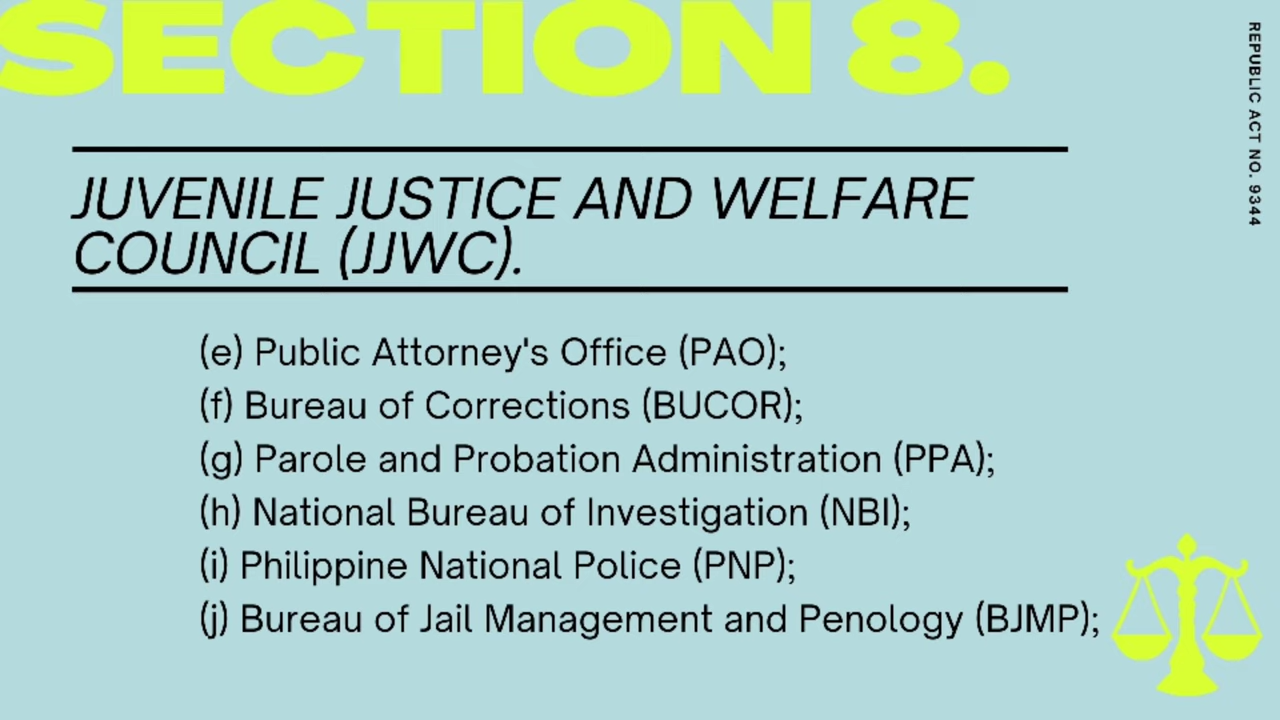 SECTION 8.
REPUBLIC ACT NO. 9344
JUVENILE JUSTICE AND WELFARE
COUNCIL (JJWC).
(e) Public Attorney's Office (PAO);
(f) Bureau of Corrections (BUCOR);
(g) Parole and Probation Administration (PPA);
(h) National Bureau of Investigation (NBI);
(i) Philippine National Police (PNP);
(j) Bureau of Jail Management and Penology (BJMP);